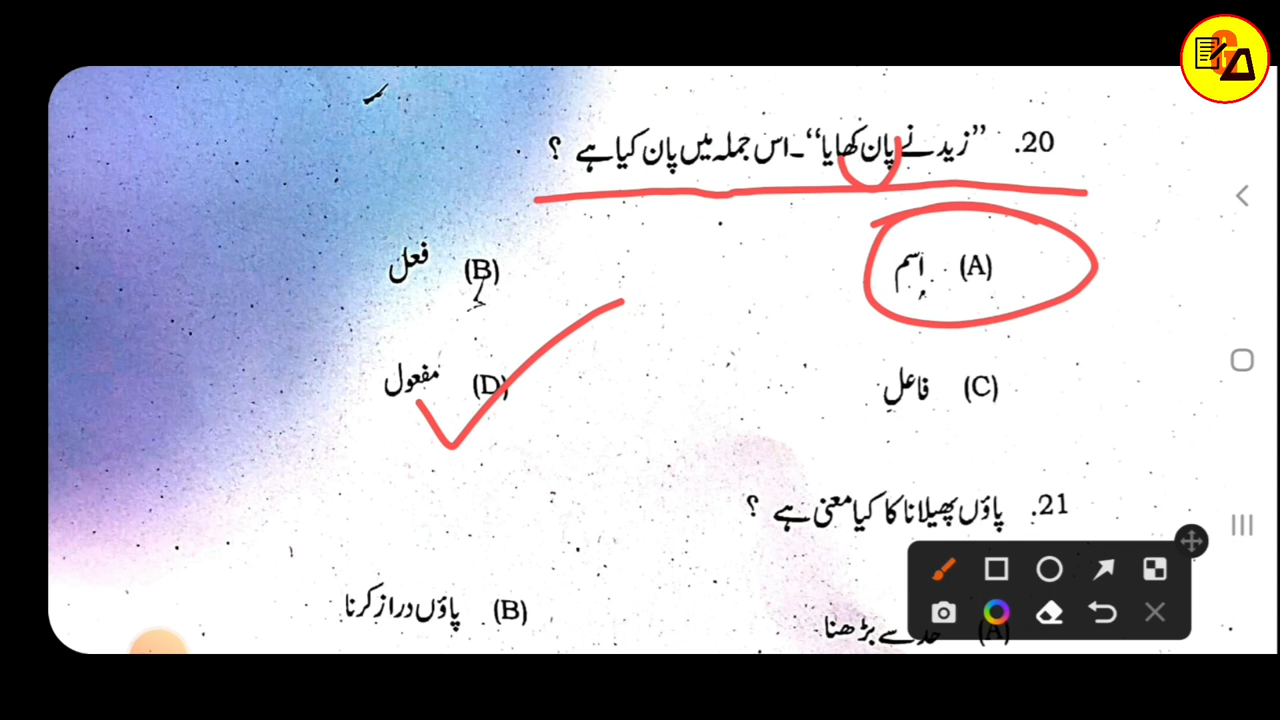 20. ”زید نے پان کھایا“۔ اس جملہ میں پان کیا ہے ؟
(A) اِسم (B) فعل
(C) فاعل (D) مفعول
21. پاؤں پھیلانا کا کیا معنی ہے ؟
(A) حد سے بڑھنا (B) پاؤں دراز کرنا